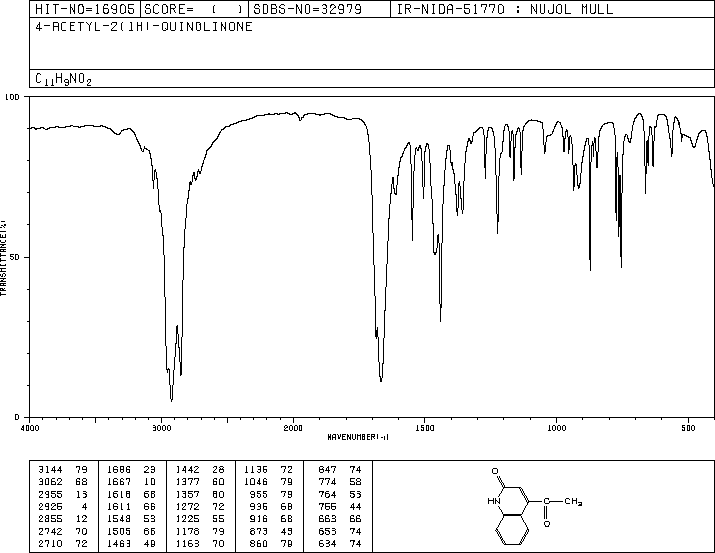 HIT-NO=16905 SCORE= ( ) SDBS-NO=32979 IR-NIDA-51770 : NUJOL MULL
4-ACETYL-2(1H)-QUINOLINONE
C11H9NO2
100
50
0
TRANSMITTANCE(%)
4000 3000 2000 1500 1000 500
WAVENUMBER(-1)
3144 79 1686 23 1442 28 1136 72 847 74
3062 68 1667 10 1377 60 1046 79 774 58
2955 13 1618 66 1357 60 955 79 764 53
2925 4 1611 66 1272 72 936 68 755 44
2855 12 1548 53 1225 55 916 68 663 66
2742 70 1505 66 1178 79 873 43 653 74
2710 72 1463 49 1163 70 860 79 634 74
O
HN
C
CH3
O